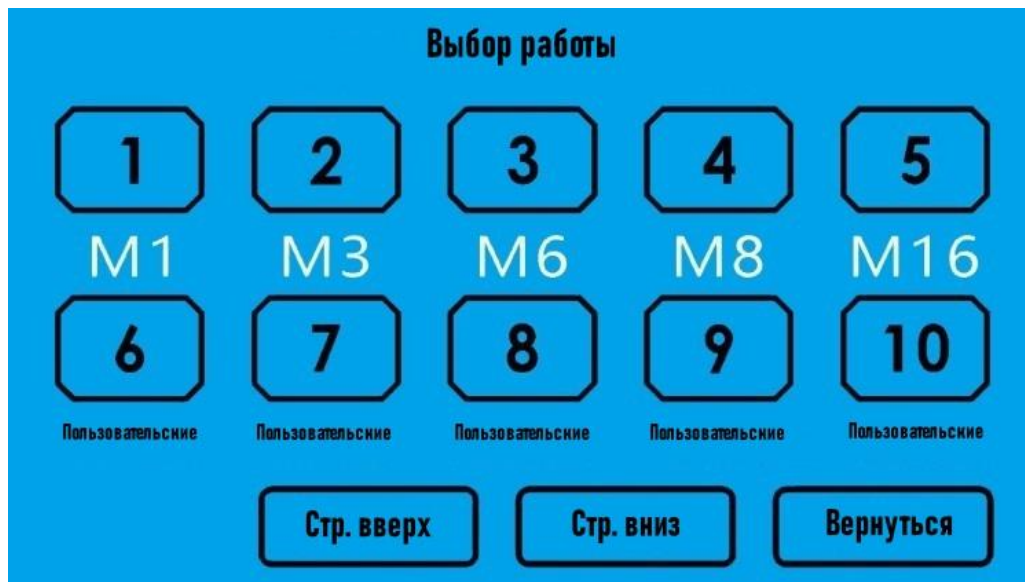 Выбор работы
1 2 3 4 5
M1 M3 M6 M8 M16
6 7 8 9 10
Пользовательские Пользовательские Пользовательские Пользовательские Пользовательские
Стр. вверх Стр. вниз Вернуться